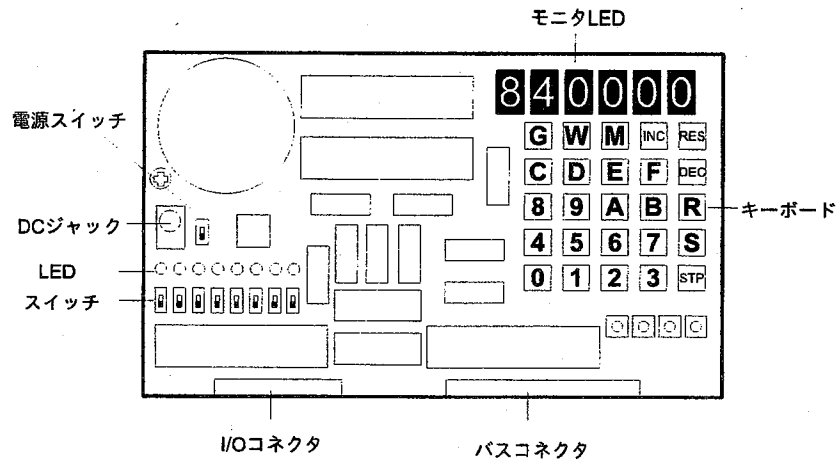 モニタLED
840000
電源スイッチ
G W M INC RES
C D E F DEC
DCジャック
8 9 A B R
キーボード
4 5 6 7 S
LED
0 1 2 3 STP
スイッチ
I/Oコネクタ
バスコネクタ